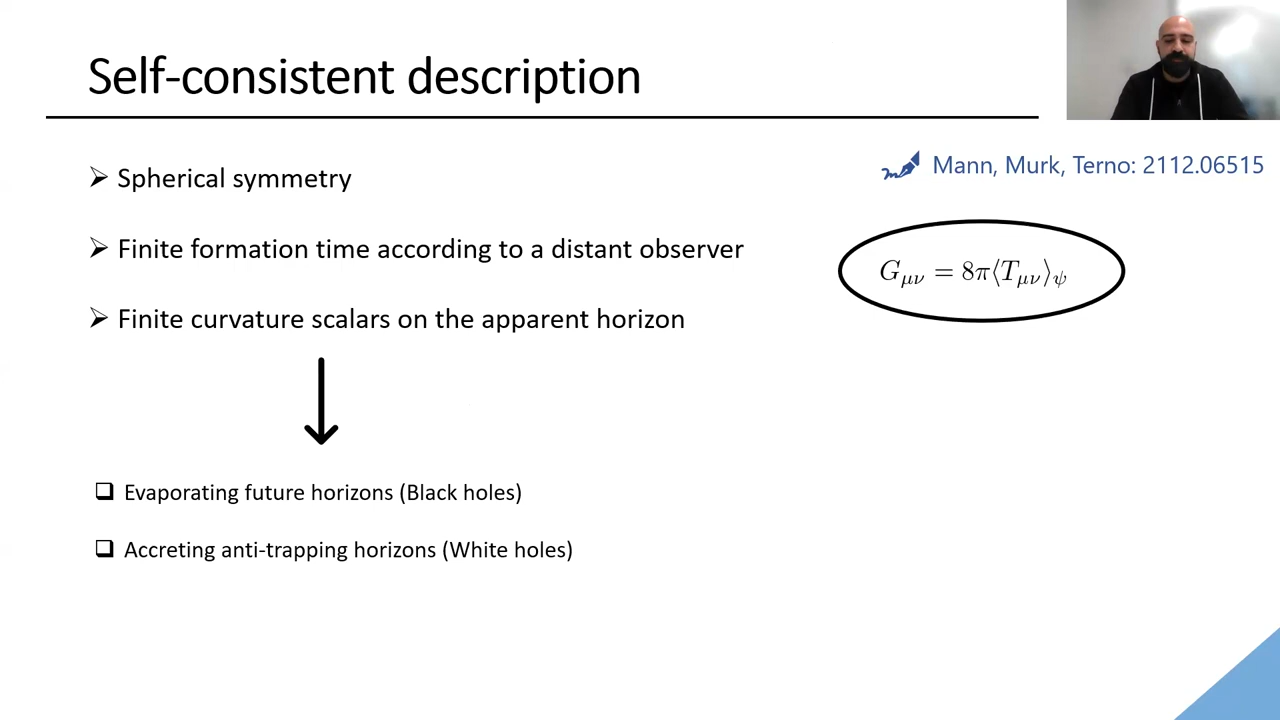 Self-consistent description
Mann, Murk, Terno: 2112.06515
➢ Spherical symmetry
➢ Finite formation time according to a distant observer
➢ Finite curvature scalars on the apparent horizon
G_{μν} = 8π⟨T_{μν}⟩_ψ
❑ Evaporating future horizons (Black holes)
❑ Accreting anti-trapping horizons (White holes)